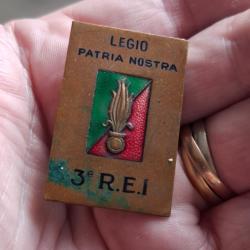 LEGIO
PATRIA NOSTRA
3e R.E.I